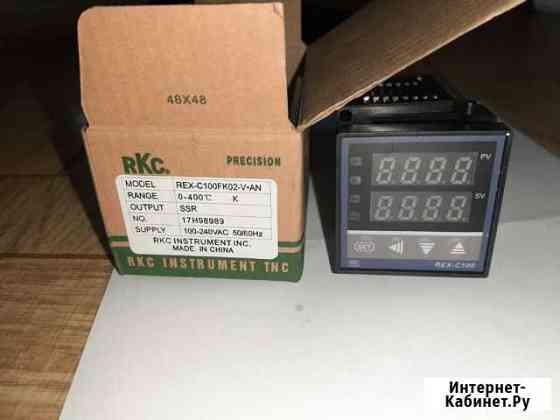 48X48
RKC.
PRECISION
MODEL REX-C100FK02-V*AN
RANGE 0~400℃ K
OUTPUT SSR
NO. 17H98989
SUPPLY 100-240VAC 50/60Hz
RKC INSTRUMENT INC.
MADE IN CHINA
RKC INSTRUMENT INC
PV
SV
SET
REX-C100
Интернет-
Кабинет.Ру